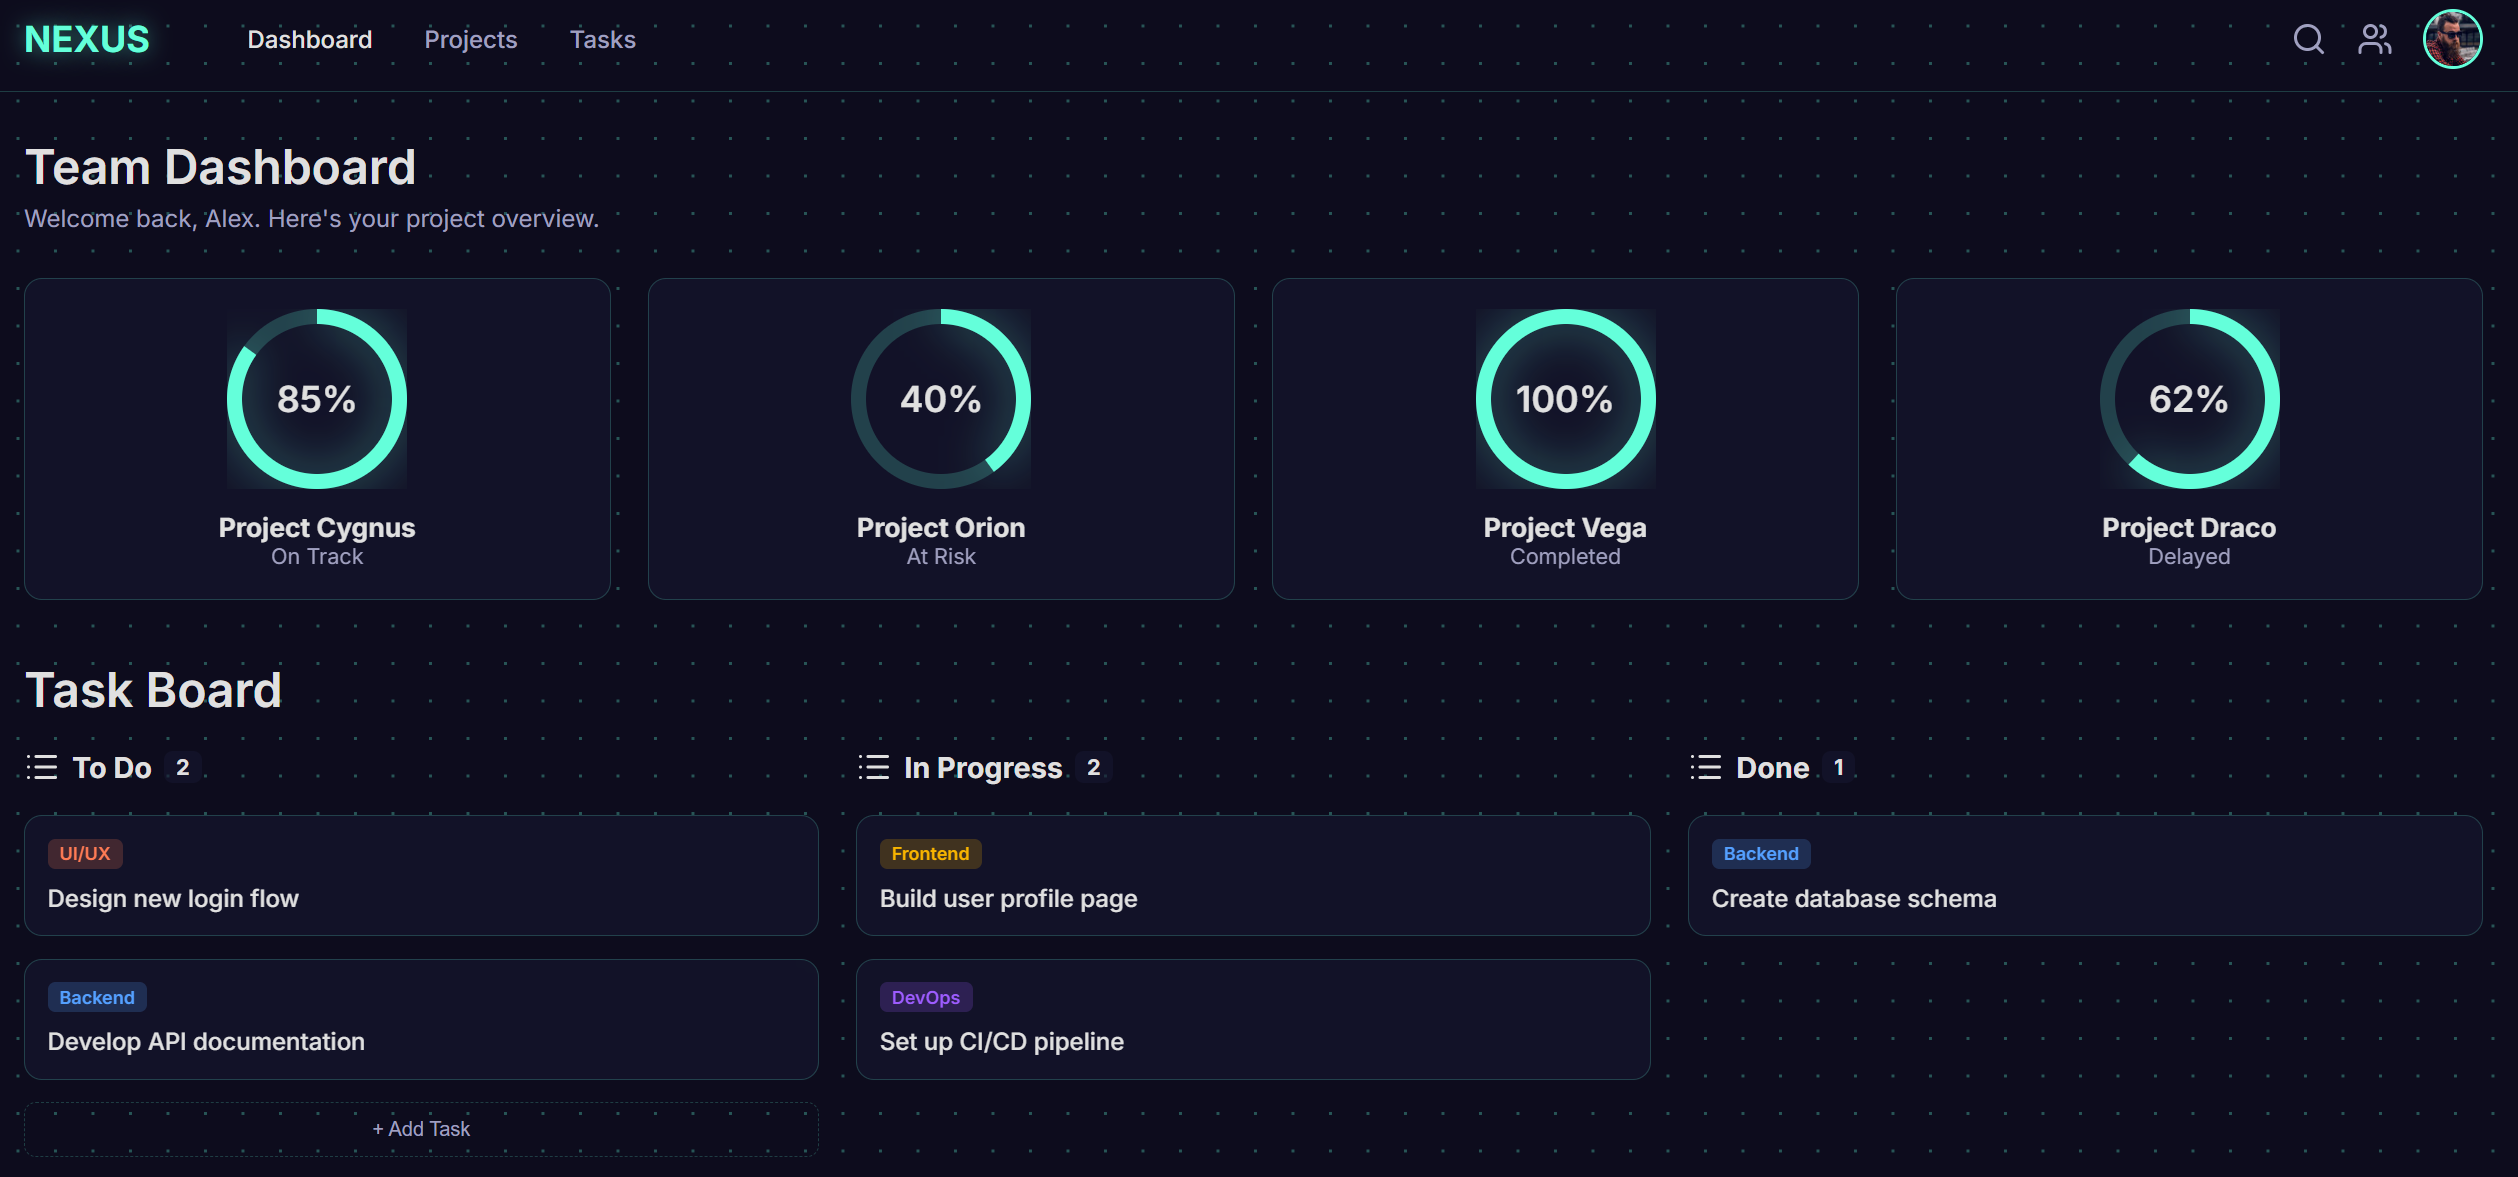 NEXUS
Dashboard
Projects
Tasks
Team Dashboard
Welcome back, Alex. Here's your project overview.
85%
Project Cygnus
On Track
40%
Project Orion
At Risk
100%
Project Vega
Completed
62%
Project Draco
Delayed
Task Board
To Do 2
UI/UX
Design new login flow
Backend
Develop API documentation
+ Add Task
In Progress 2
Frontend
Build user profile page
DevOps
Set up CI/CD pipeline
Done 1
Backend
Create database schema